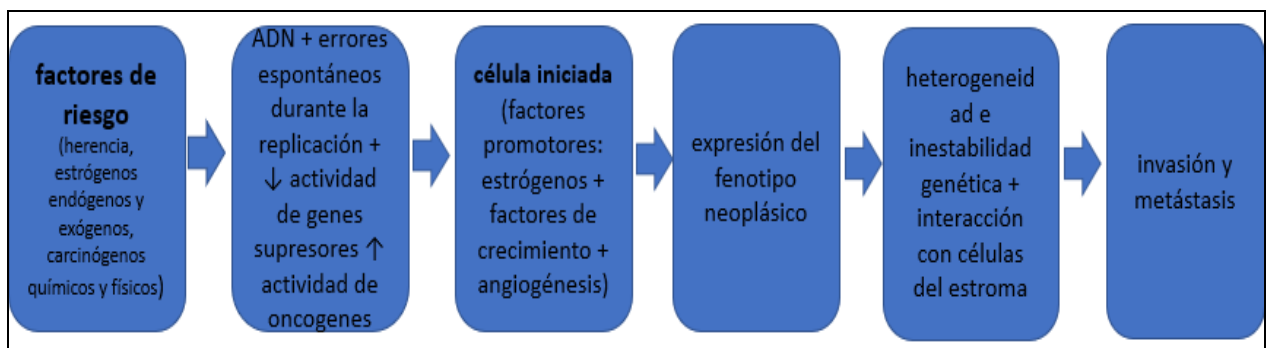 factores de
riesgo
(herencia,
estrógenos
endógenos y
exógenos,
carcinógenos
químicos y físicos)
ADN + errores
espontáneos
durante la
replicación +
↓ actividad
de genes
supresores ↑
actividad de
oncogenes
célula iniciada
(factores
promotores:
estrógenos +
factores de
crecimiento +
angiogénesis)
expresión del
fenotipo
neoplásico
heterogeneid
ad e
inestabilidad
genética +
interacción
con células
del estroma
invasión y
metástasis